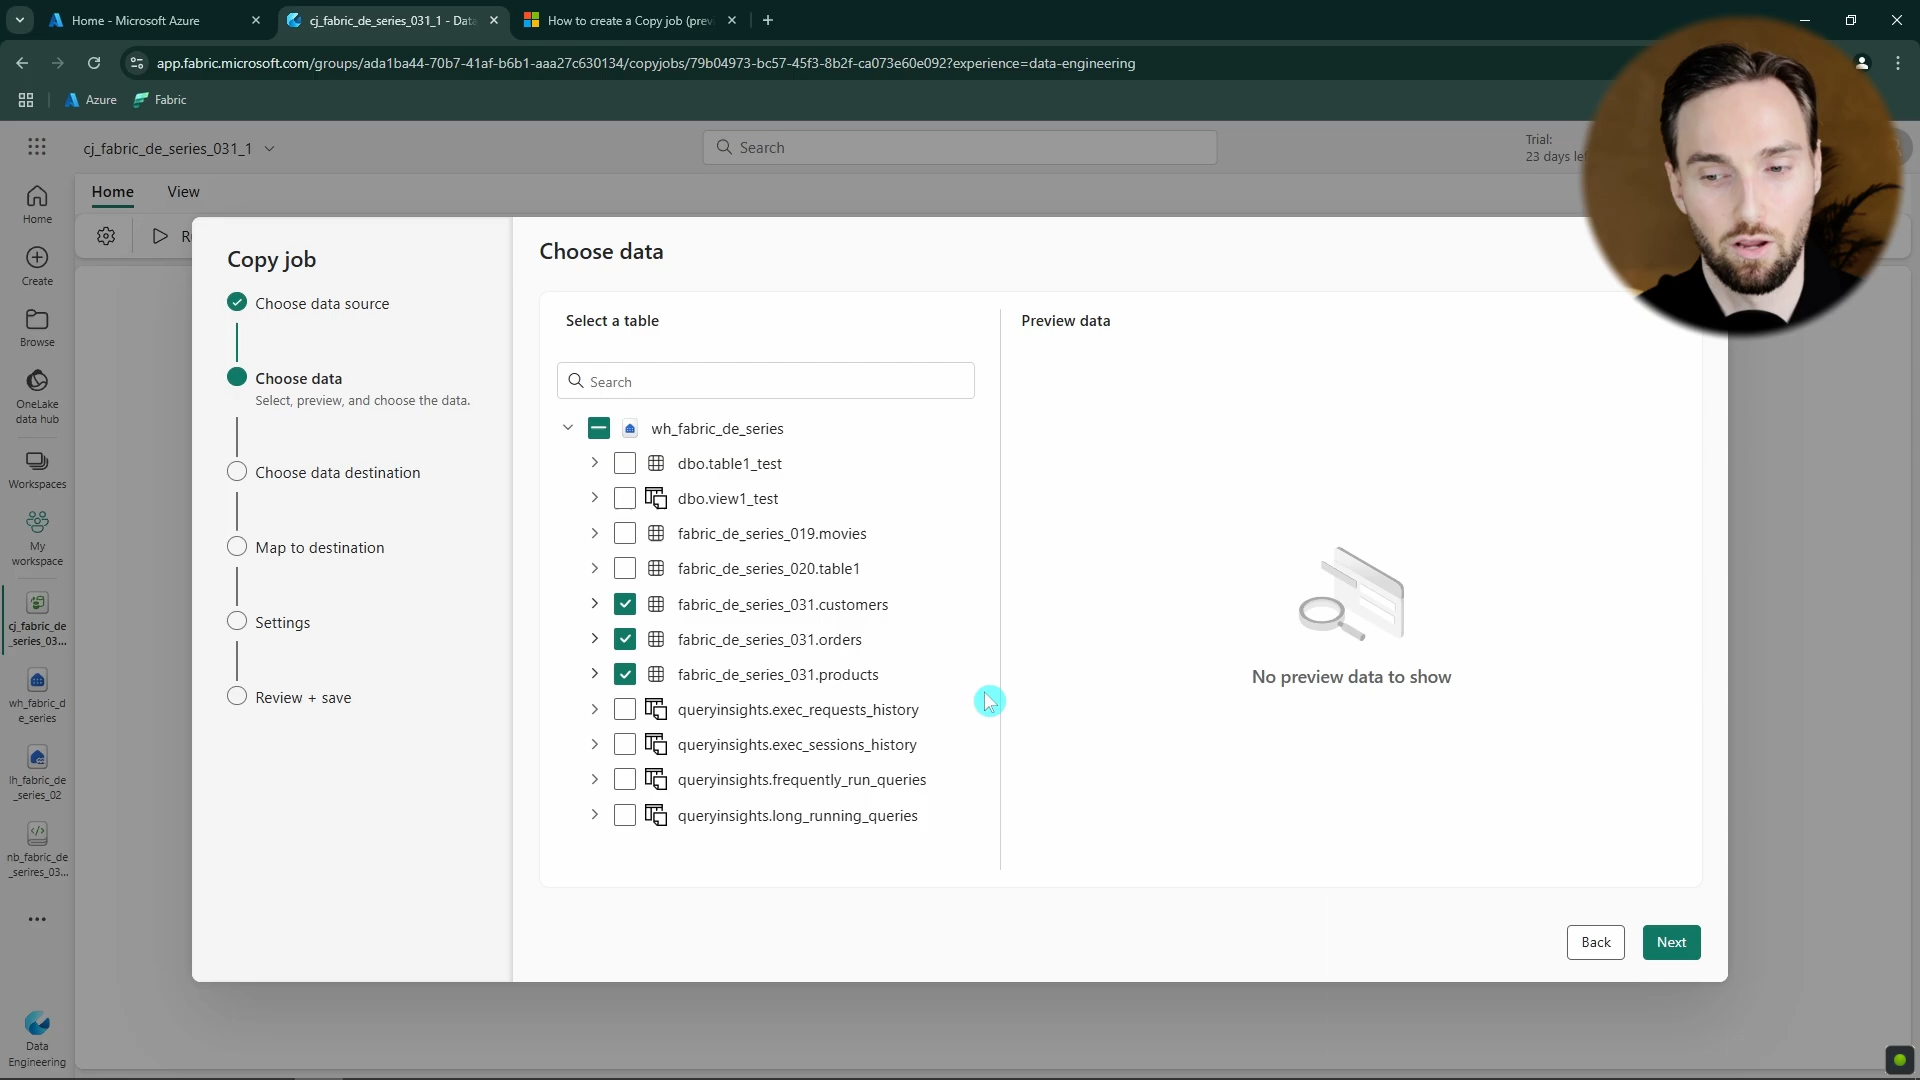 Home - Microsoft Azure
cj_fabric_de_series_031_1 - Data
How to create a Copy job (prev
app.fabric.microsoft.com/groups/ada1ba44-70b7-41af-b6b1-aaa27c630134/copyjobs/79b04973-bc57-45f3-8b2f-ca073e60e092?experience=data-engineering
Azure
Fabric
cj_fabric_de_series_031_1
Search
Trial:
23 days lef
Home
View
Home
Create
Browse
OneLake
data hub
Workspaces
My
workspace
cj_fabric_de
_series_03...
wh_fabric_d
e_series
lh_fabric_de
_series_02
nb_fabric_de
_serires_03...
Data
Engineering
Copy job
Choose data source
Choose data
Select, preview, and choose the data.
Choose data destination
Map to destination
Settings
Review + save
Choose data
Select a table
Search
wh_fabric_de_series
dbo.table1_test
dbo.view1_test
fabric_de_series_019.movies
fabric_de_series_020.table1
fabric_de_series_031.customers
fabric_de_series_031.orders
fabric_de_series_031.products
queryinsights.exec_requests_history
queryinsights.exec_sessions_history
queryinsights.frequently_run_queries
queryinsights.long_running_queries
Preview data
No preview data to show
Back
Next